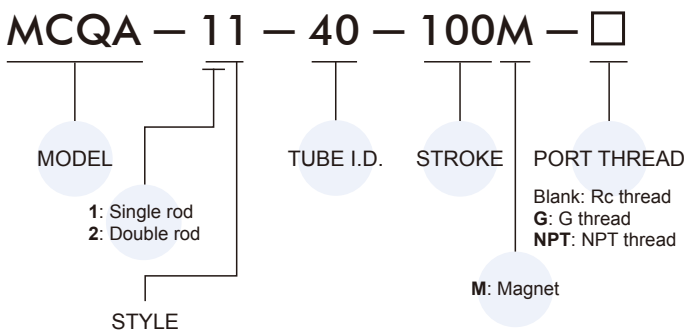 MCQA – 11 – 40 – 100M – □
MODEL
TUBE I.D.
STROKE
PORT THREAD
1: Single rod
2: Double rod
Blank: Rc thread
G: G thread
NPT: NPT thread
M: Magnet
STYLE